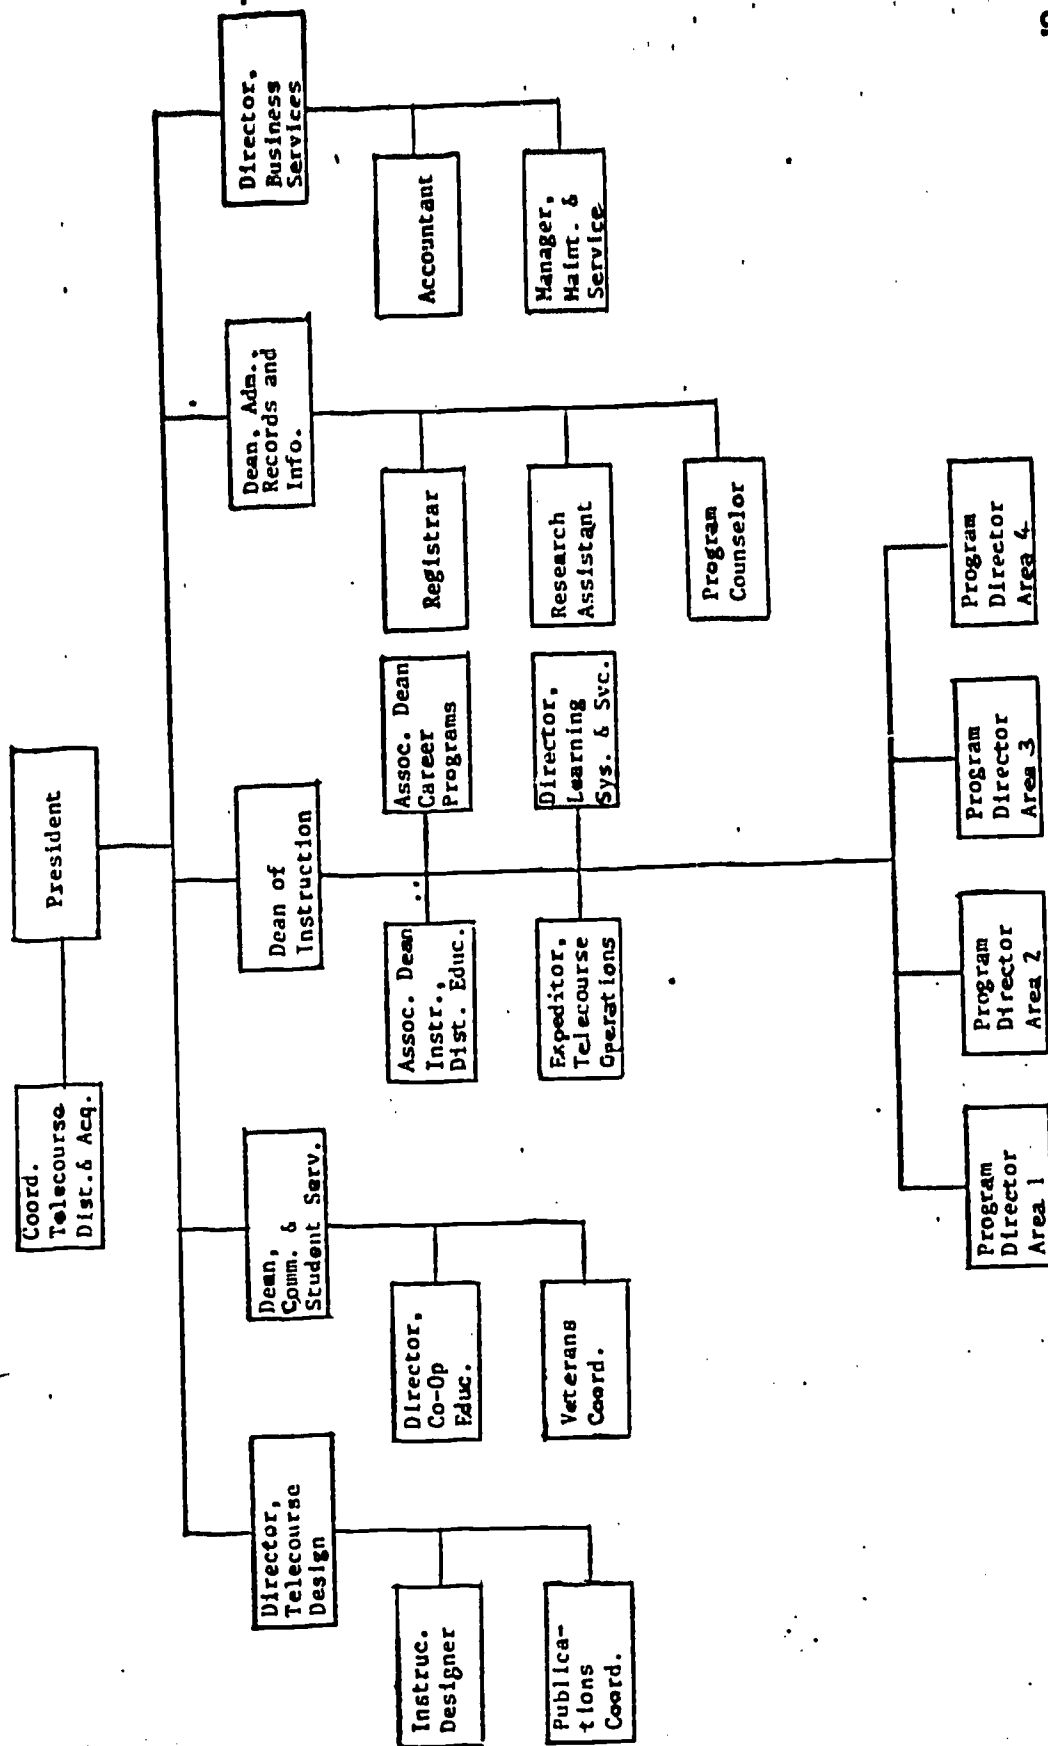 President
Coord.
Telecourse
Dist.& Acq.
Director,
Telecourse
Design
Dean,
Comm. &
Student Serv.
Dean of
Instruction
Dean, Adm.,
Records and
Info.
Director,
Business
Services
Instruc.
Designer
Publica-
tions
Coord.
Director,
Co-Op
Educ.
Veterans
Coord.
Assoc. Dean
Instr.,
Dist. Educ.
Assoc. Dean
Career
Programs
Expeditor,
Telecourse
Operations
Director,
Learning
Sys. & Svc.
Registrar
Research
Assistant
Program
Counselor
Accountant
Manager,
Maint. &
Service
Program
Director
Area 1
Program
Director
Area 2
Program
Director
Area 3
Program
Director
Area 4